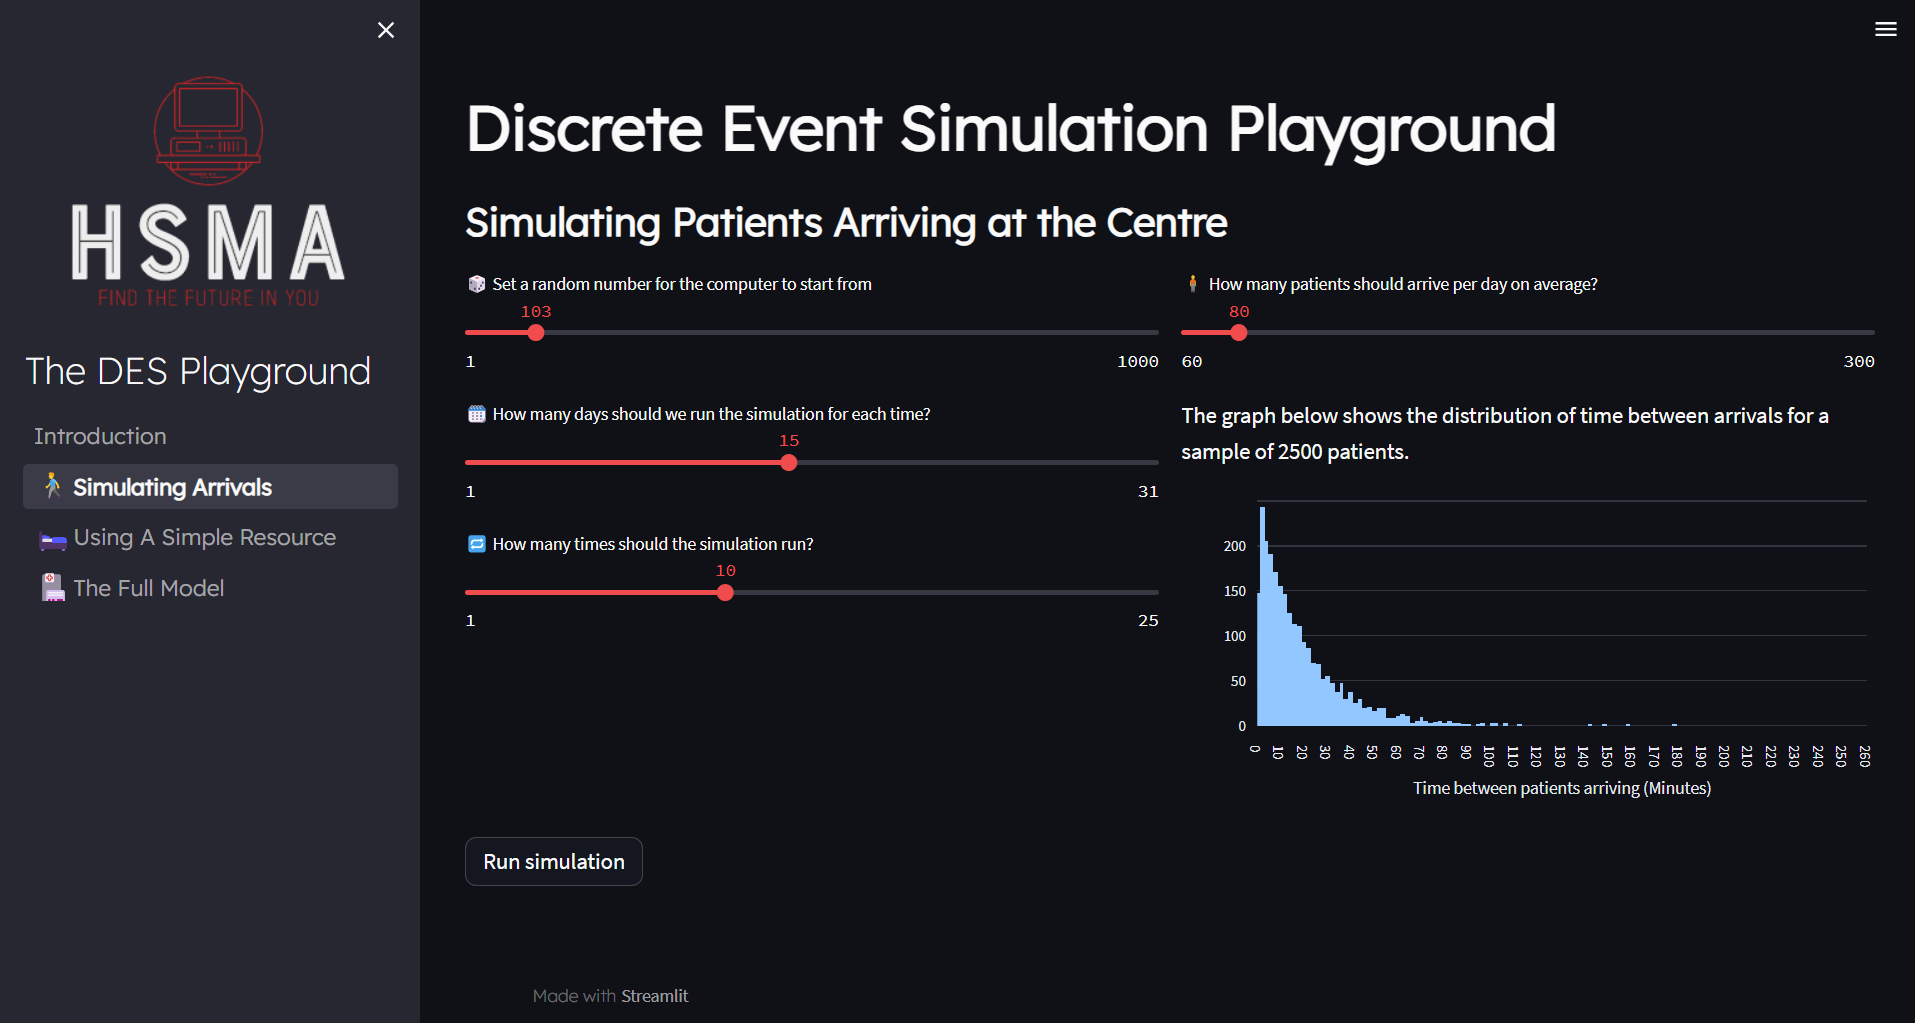 HSMA
FIND THE FUTURE IN YOU
The DES Playground
Introduction
Simulating Arrivals
Using A Simple Resource
The Full Model
Discrete Event Simulation Playground
Simulating Patients Arriving at the Centre
Set a random number for the computer to start from
103
1 1000
How many days should we run the simulation for each time?
15
1 31
How many times should the simulation run?
10
1 25
How many patients should arrive per day on average?
80
60 300
The graph below shows the distribution of time between arrivals for a
sample of 2500 patients.
200
150
100
50
0
0 10 20 30 40 50 60 70 80 90 100 110 120 130 140 150 160 170 180 190 200 210 220 230 240 250 260
Time between patients arriving (Minutes)
Run simulation
Made with Streamlit